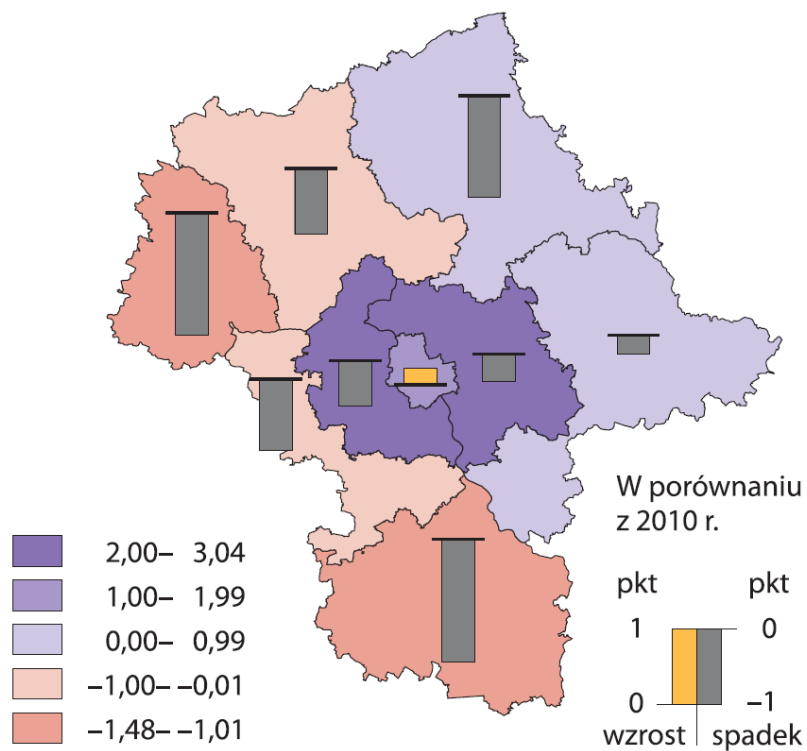 W porównaniu
z 2010 r.
pkt pkt
1 0
0 –1
wzrost spadek
2,00– 3,04
1,00– 1,99
0,00– 0,99
–1,00– –0,01
–1,48– –1,01